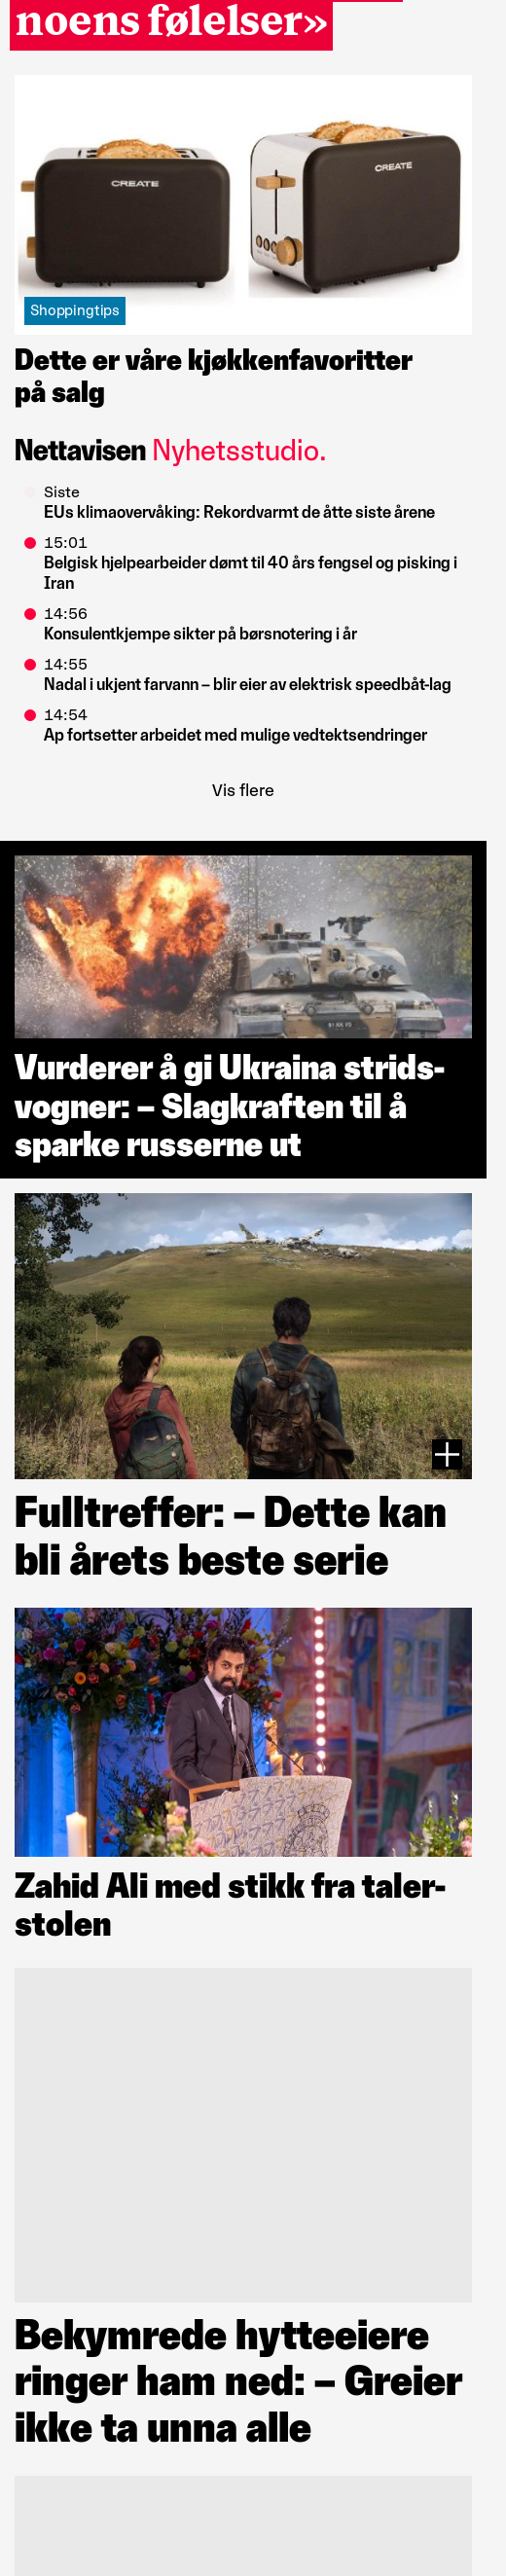 noens følelser»
CREATE
CREATE
Shoppingtips
Dette er våre kjøkkenfavoritter
på salg
Nettavisen Nyhetsstudio.
Siste
EUs klimaovervåking: Rekordvarmt de åtte siste årene
15:01
Belgisk hjelpearbeider dømt til 40 års fengsel og pisking i
Iran
14:56
Konsulentkjempe sikter på børsnotering i år
14:55
Nadal i ukjent farvann – blir eier av elektrisk speedbåt-lag
14:54
Ap fortsetter arbeidet med mulige vedtektsendringer
Vis flere
Vurderer å gi Ukraina strids-
vogner: – Slagkraften til å
sparke russerne ut
Fulltreffer: – Dette kan
bli årets beste serie
Zahid Ali med stikk fra taler-
stolen
Bekymrede hytteeiere
ringer ham ned: – Greier
ikke ta unna alle